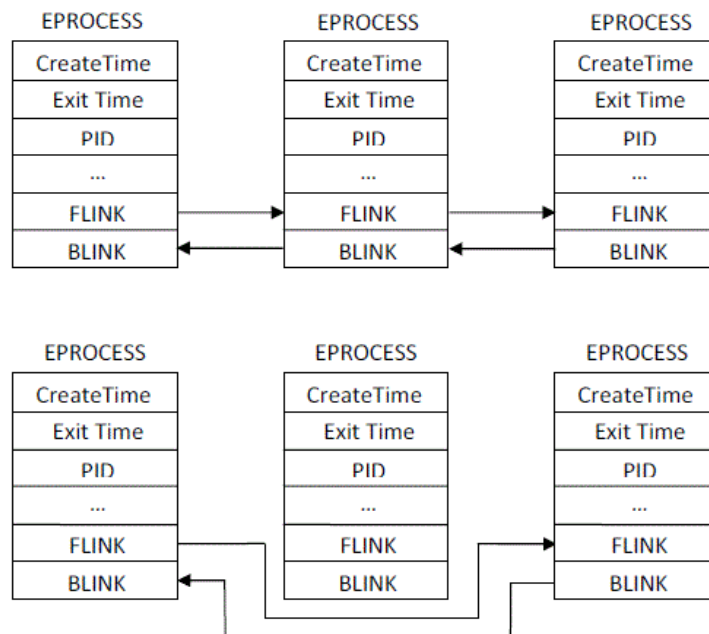 EPROCESS EPROCESS EPROCESS
CreateTime CreateTime CreateTime
Exit Time Exit Time Exit Time
PID PID PID
... ... ...
FLINK FLINK FLINK
BLINK BLINK BLINK
EPROCESS EPROCESS EPROCESS
CreateTime CreateTime CreateTime
Exit Time Exit Time Exit Time
PID PID PID
... ... ...
FLINK FLINK FLINK
BLINK BLINK BLINK